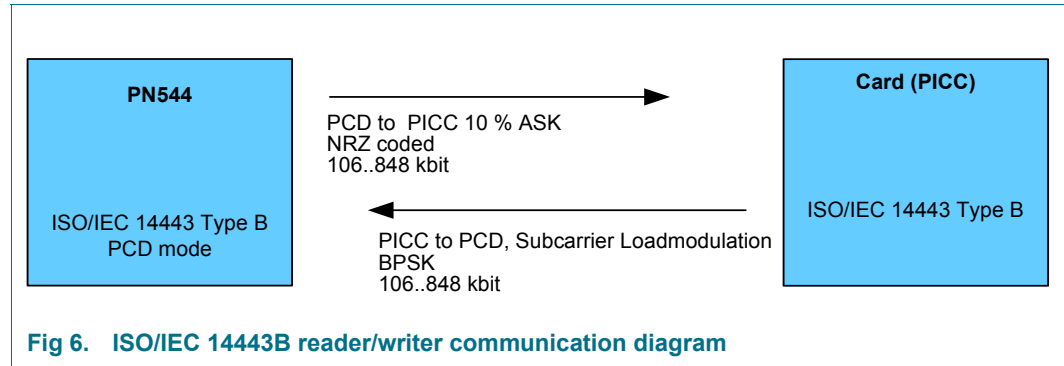 PN544
ISO/IEC 14443 Type B
PCD mode
PCD to PICC 10 % ASK
NRZ coded
106..848 kbit
PICC to PCD, Subcarrier Loadmodulation
BPSK
106..848 kbit
Card (PICC)
ISO/IEC 14443 Type B
Fig 6. ISO/IEC 14443B reader/writer communication diagram